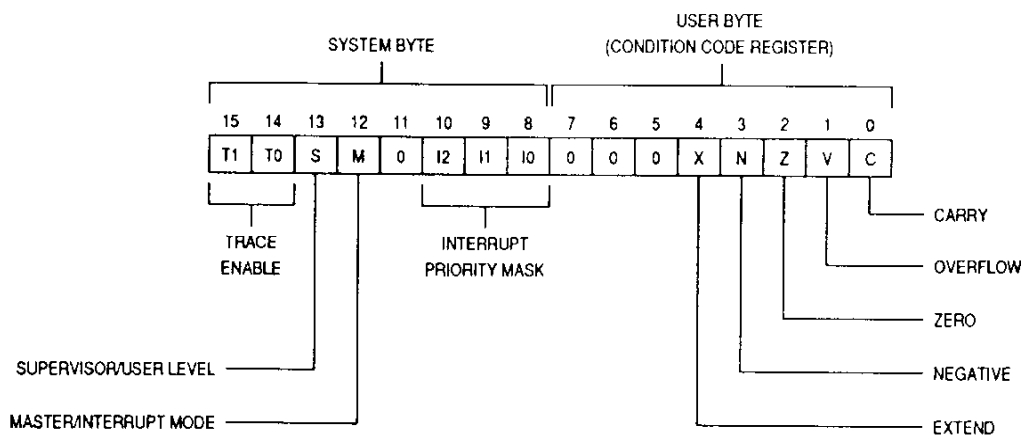 USER BYTE
SYSTEM BYTE
(CONDITION CODE REGISTER)
15 14 13 12 11 10 9 8 7 6 5 4 3 2 1 0
T1 T0 S M 0 I2 I1 I0 0 0 0 X N Z V C
TRACE
ENABLE
INTERRUPT
PRIORITY MASK
CARRY
OVERFLOW
ZERO
SUPERVISOR/USER LEVEL
NEGATIVE
MASTER/INTERRUPT MODE
EXTEND